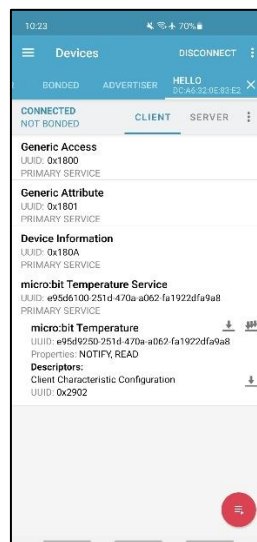 10:23 70%
Devices DISCONNECT
BONDED ADVERTISER HELLO
DC:A6:32:0E:83:E2
CONNECTED
NOT BONDED CLIENT SERVER
Generic Access
UUID: 0x1800
PRIMARY SERVICE
Generic Attribute
UUID: 0x1801
PRIMARY SERVICE
Device Information
UUID: 0x180A
PRIMARY SERVICE
micro:bit Temperature Service
UUID: e95d6100-251d-470a-a062-fa1922dfa9a8
PRIMARY SERVICE
micro:bit Temperature
UUID: e95d9250-251d-470a-a062-fa1922dfa9a8
Properties: NOTIFY, READ
Descriptors:
Client Characteristic Configuration
UUID: 0x2902